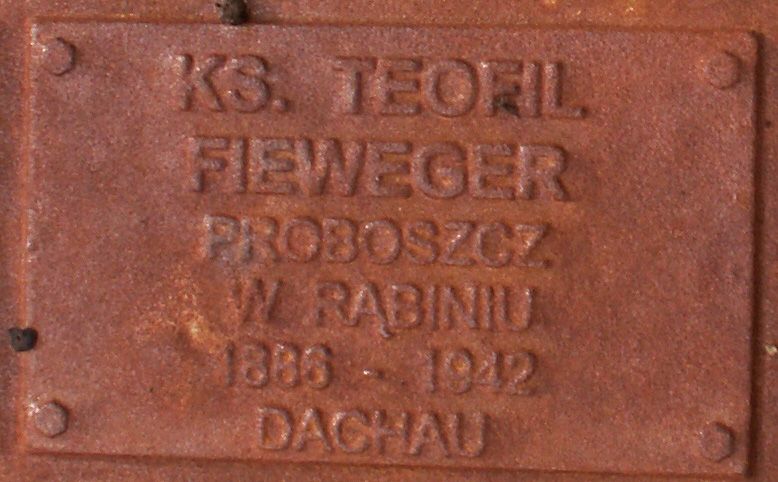 KS. TEOFIL
FIEWEGER
PROBOSZCZ
W RĄBINIU
1886 - 1942
DACHAU